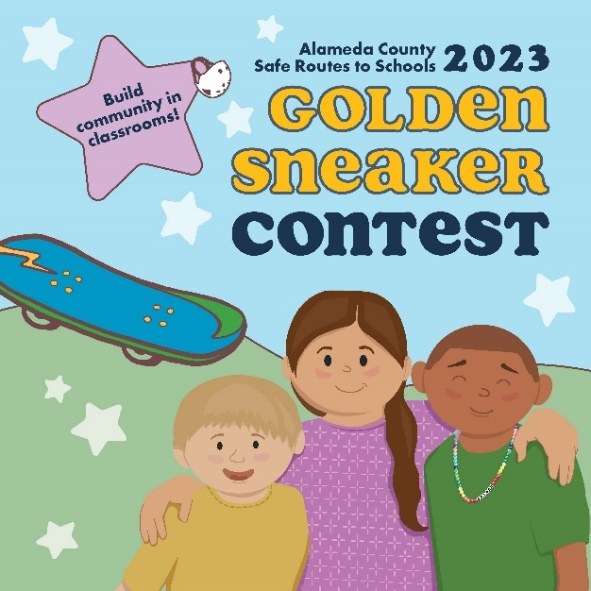 Alameda County
Safe Routes to Schools 2023
GOLDEN
SNEAKER
CONTEST
Build
community in
classrooms!